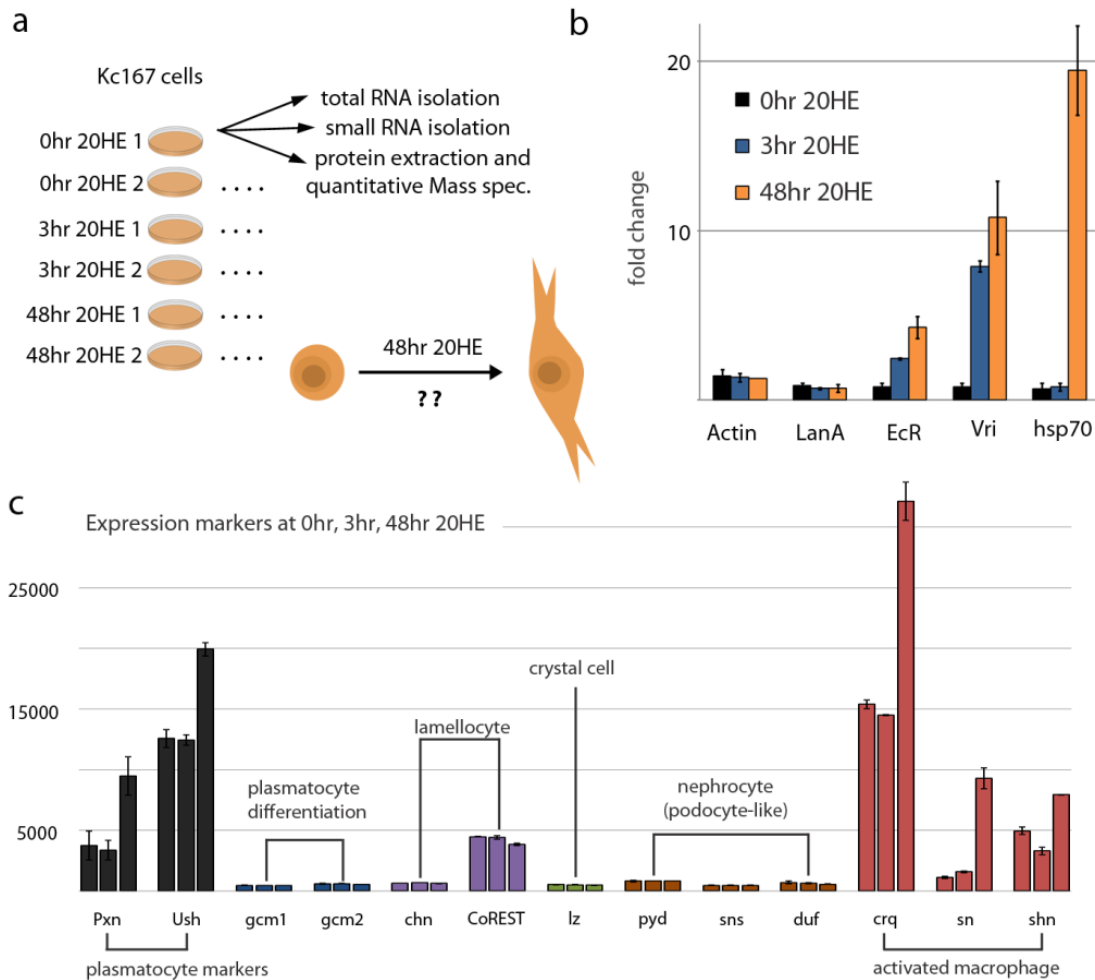 a
Kc167 cells
0hr 20HE 1
0hr 20HE 2
3hr 20HE 1
3hr 20HE 2
48hr 20HE 1
48hr 20HE 2
....
....
....
....
....
total RNA isolation
small RNA isolation
protein extraction and
quantitative Mass spec.
48hr 20HE
??
b
fold change
20
10
0hr 20HE
3hr 20HE
48hr 20HE
Actin LanA EcR Vri hsp70
c
Expression markers at 0hr, 3hr, 48hr 20HE
25000
15000
5000
plasmatocyte
differentiation
lamellocyte
crystal cell
nephrocyte
(podocyte-like)
Pxn Ush gcm1 gcm2 chn CoREST lz pyd sns duf crq sn shn
plasmatocyte markers
activated macrophage